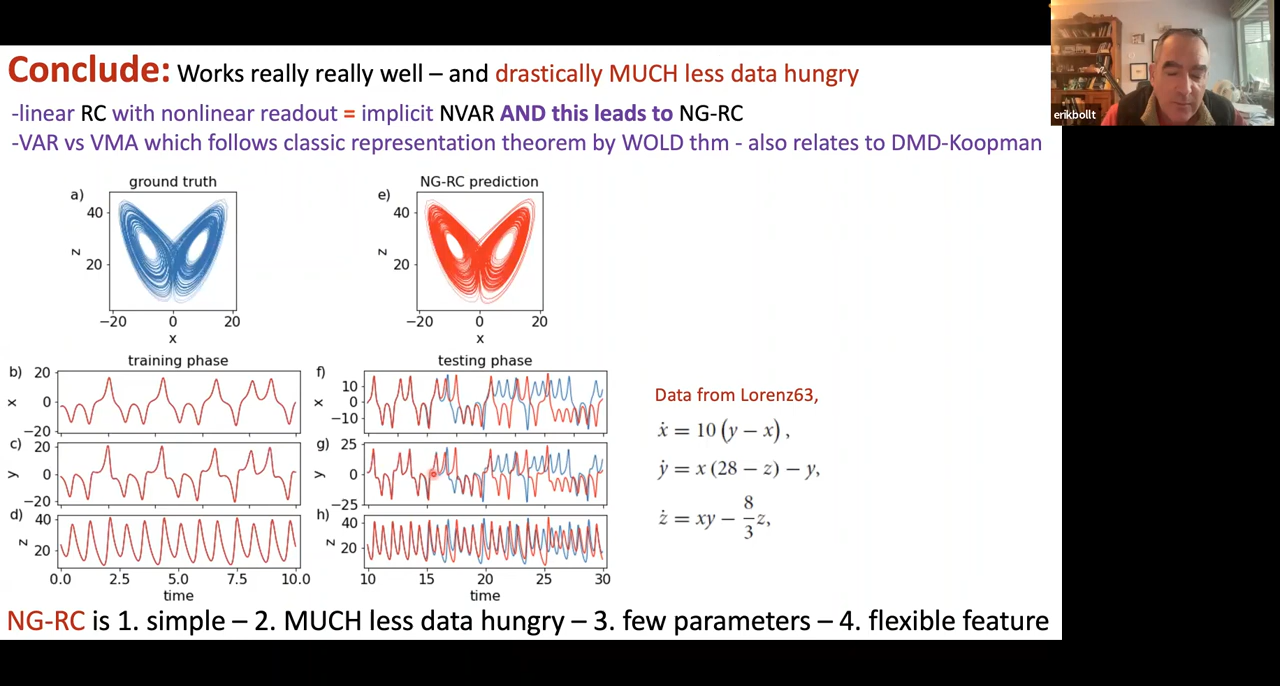 Conclude: Works really really well – and drastically MUCH less data hungry
erikbollt
-linear RC with nonlinear readout = implicit NVAR AND this leads to NG-RC
-VAR vs VMA which follows classic representation theorem by WOLD thm - also relates to DMD-Koopman
a) ground truth
40
20
z
−20 0 20
x
e) NG-RC prediction
40
20
z
−20 0 20
x
training phase
b) 20
0
−20
x
c) 20
0
−20
y
d) 40
20
z
0.0 2.5 5.0 7.5 10.0
time
testing phase
f) 10
0
−10
x
g) 25
0
−25
y
h) 40
20
z
10 15 20 25 30
time
Data from Lorenz63,
ẋ = 10 (y − x) ,
ẏ = x (28 − z) − y,
ż = xy − 8/3 z,
NG-RC is 1. simple – 2. MUCH less data hungry – 3. few parameters – 4. flexible feature